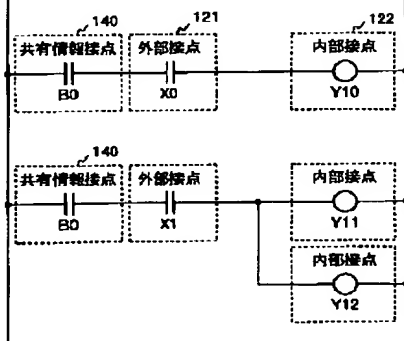 140 121 122
共有情報接点 外部接点 内部接点
B0 X0 Y10
140
共有情報接点 外部接点 内部接点
B0 X1 Y11
内部接点
Y12